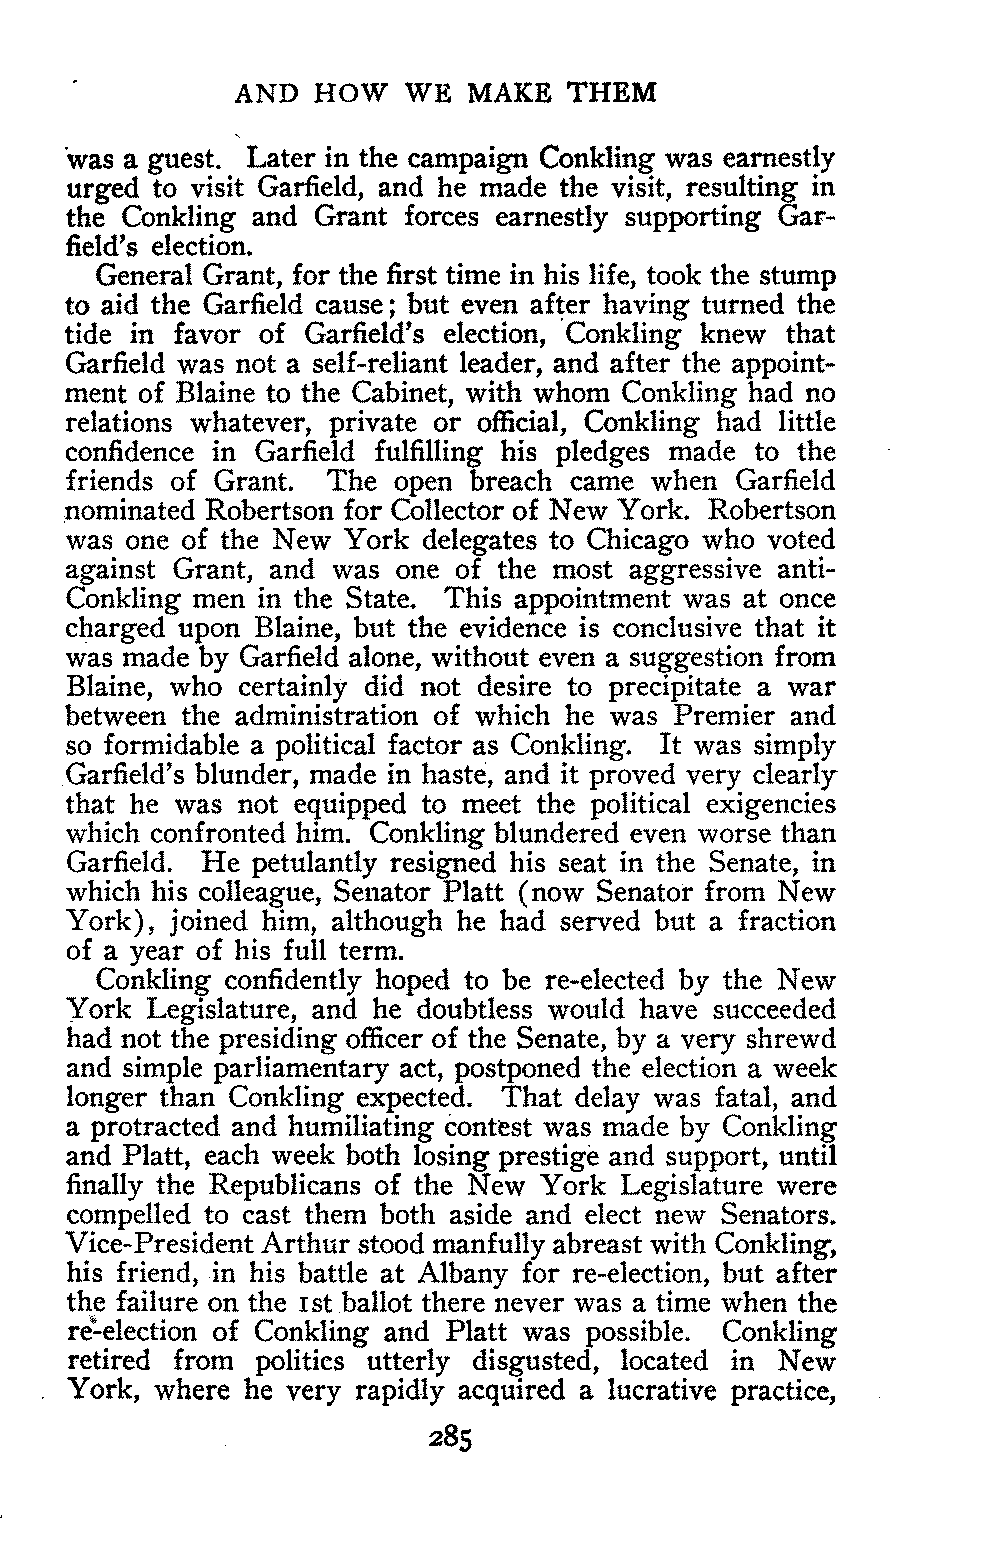 AND HOW WE MAKE THEM
was a guest. Later in the campaign Conkling was earnestly
urged to visit Garfield, and he made the visit, resulting in
the Conkling and Grant forces earnestly supporting Gar-
field's election.
General Grant, for the first time in his life, took the stump
to aid the Garfield cause; but even after having turned the
tide in favor of Garfield's election, Conkling knew that
Garfield was not a self-reliant leader, and after the appoint-
ment of Blaine to the Cabinet, with whom Conkling had no
relations whatever, private or official, Conkling had little
confidence in Garfield fulfilling his pledges made to the
friends of Grant. The open breach came when Garfield
nominated Robertson for Collector of New York. Robertson
was one of the New York delegates to Chicago who voted
against Grant, and was one of the most aggressive anti-
Conkling men in the State. This appointment was at once
charged upon Blaine, but the evidence is conclusive that it
was made by Garfield alone, without even a suggestion from
Blaine, who certainly did not desire to precipitate a war
between the administration of which he was Premier and
so formidable a political factor as Conkling. It was simply
Garfield's blunder, made in haste, and it proved very clearly
that he was not equipped to meet the political exigencies
which confronted him. Conkling blundered even worse than
Garfield. He petulantly resigned his seat in the Senate, in
which his colleague, Senator Platt (now Senator from New
York), joined him, although he had served but a fraction
of a year of his full term.
Conkling confidently hoped to be re-elected by the New
York Legislature, and he doubtless would have succeeded
had not the presiding officer of the Senate, by a very shrewd
and simple parliamentary act, postponed the election a week
longer than Conkling expected. That delay was fatal, and
a protracted and humiliating contest was made by Conkling
and Platt, each week both losing prestige and support, until
finally the Republicans of the New York Legislature were
compelled to cast them both aside and elect new Senators.
Vice-President Arthur stood manfully abreast with Conkling,
his friend, in his battle at Albany for re-election, but after
the failure on the 1st ballot there never was a time when the
re-election of Conkling and Platt was possible. Conkling
retired from politics utterly disgusted, located in New
York, where he very rapidly acquired a lucrative practice,
285